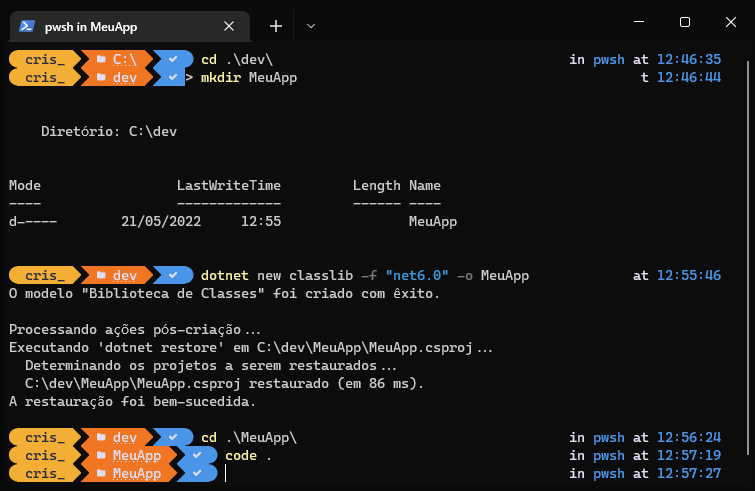 pwsh in MeuApp
cris_ C:\ cd .\dev\ in pwsh at 12:46:35
cris_ dev > mkdir MeuApp t 12:46:44
Diretório: C:\dev
Mode LastWriteTime Length Name
---- ------------- ------ ----
d----- 21/05/2022 12:55 MeuApp
cris_ dev dotnet new classlib -f "net6.0" -o MeuApp at 12:55:46
O modelo "Biblioteca de Classes" foi criado com êxito.
Processando ações pós-criação...
Executando 'dotnet restore' em C:\dev\MeuApp\MeuApp.csproj...
Determinando os projetos a serem restaurados...
C:\dev\MeuApp\MeuApp.csproj restaurado (em 86 ms).
A restauração foi bem-sucedida.
cris_ dev cd .\MeuApp\ in pwsh at 12:56:24
cris_ MeuApp code . in pwsh at 12:57:19
cris_ MeuApp in pwsh at 12:57:27